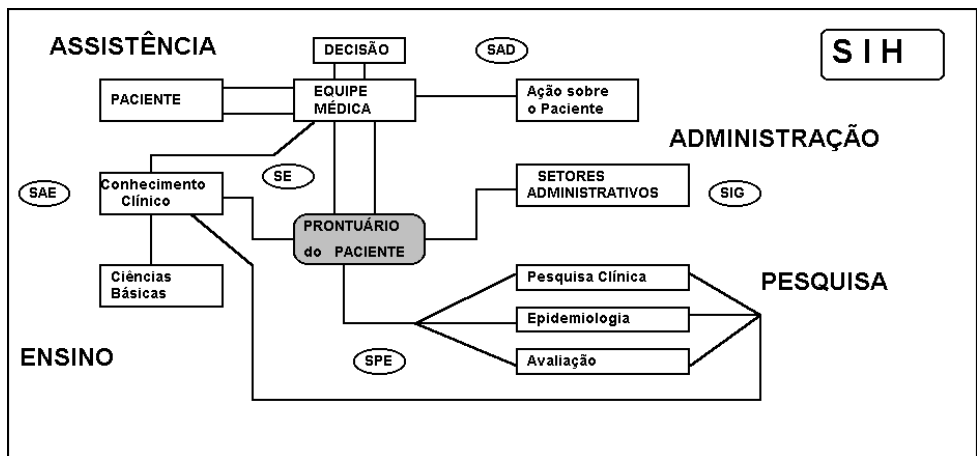 ASSISTÊNCIA
DECISÃO
SAD
S I H
PACIENTE
EQUIPE
MÉDICA
Ação sobre
o Paciente
ADMINISTRAÇÃO
SE
SAE
Conhecimento
Clínico
SETORES
ADMINISTRATIVOS
SIG
PRONTUÁRIO
do PACIENTE
Ciências
Básicas
Pesquisa Clínica
PESQUISA
Epidemiologia
ENSINO
SPE
Avaliação